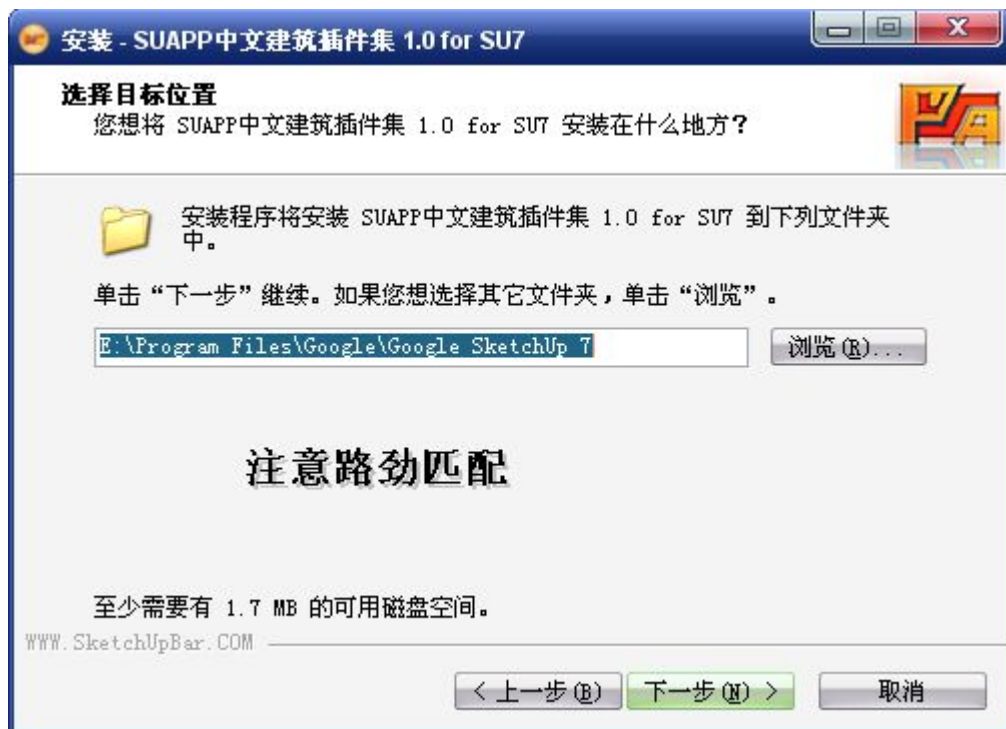 安装 - SUAPP中文建筑插件集 1.0 for SU7
选择目标位置
您想将 SUAPP中文建筑插件集 1.0 for SU7 安装在什么地方?
安装程序将安装 SUAPP中文建筑插件集 1.0 for SU7 到下列文件夹
中。
单击“下一步”继续。如果您想选择其它文件夹,单击“浏览”。
E:\Program Files\Google\Google SketchUp 7
浏览(R)...
注意路劲匹配
至少需要有 1.7 MB 的可用磁盘空间。
WWW.SketchUpBar.COM
< 上一步(B) 下一步(N) > 取消